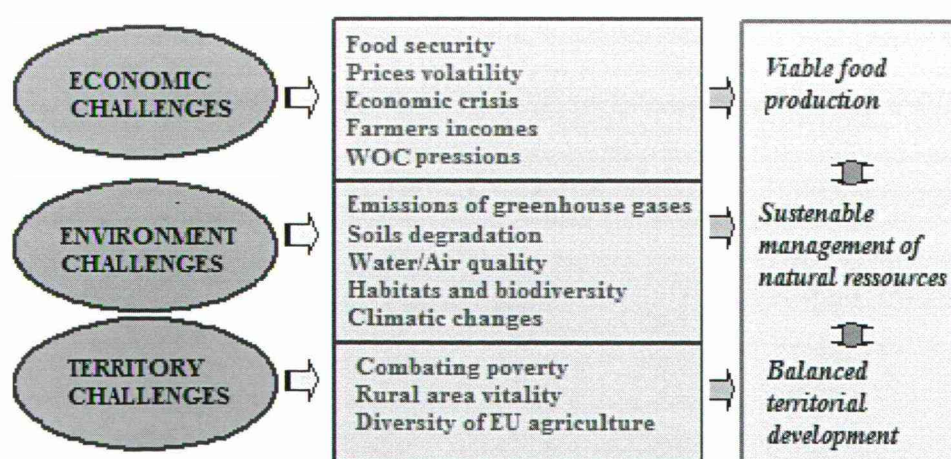 ECONOMIC
CHALLENGES
Food security
Prices volatility
Economic crisis
Farmers incomes
WOC pressions
Viable food
production
ENVIRONMENT
CHALLENGES
Emissions of greenhouse gases
Soils degradation
Water/Air quality
Habitats and biodiversity
Climatic changes
Sustenable
management of
natural ressources
TERRITORY
CHALLENGES
Combating poverty
Rural area vitality
Diversity of EU agriculture
Balanced
territorial
development